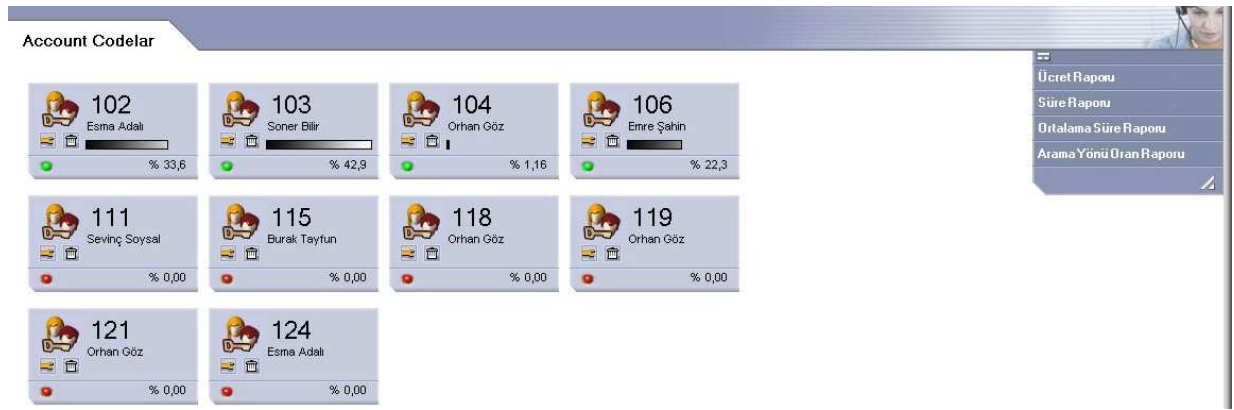 Account Codelar
102
Esma Adalı
% 33,6
103
Soner Bilir
% 42,9
104
Orhan Göz
% 1,16
106
Emre Şahin
% 22,3
111
Sevinç Soysal
% 0,00
115
Burak Tayfun
% 0,00
118
Orhan Göz
% 0,00
119
Orhan Göz
% 0,00
121
Orhan Göz
% 0,00
124
Esma Adalı
% 0,00
Ücret Raporu
Süre Raporu
Ortalama Süre Raporu
Arama Yönü Oran Raporu